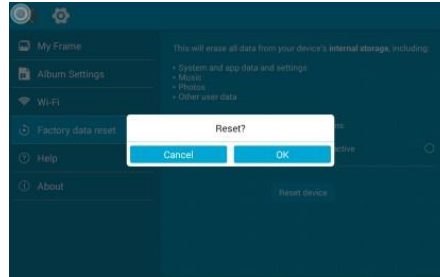 My Frame
Album Settings
Wi-Fi
Factory data reset
Help
About
This will erase all data from your device's internal storage, including:
• System and app data and settings
• Music
• Photos
• Other user data
Reset?
Cancel
OK
Reset device